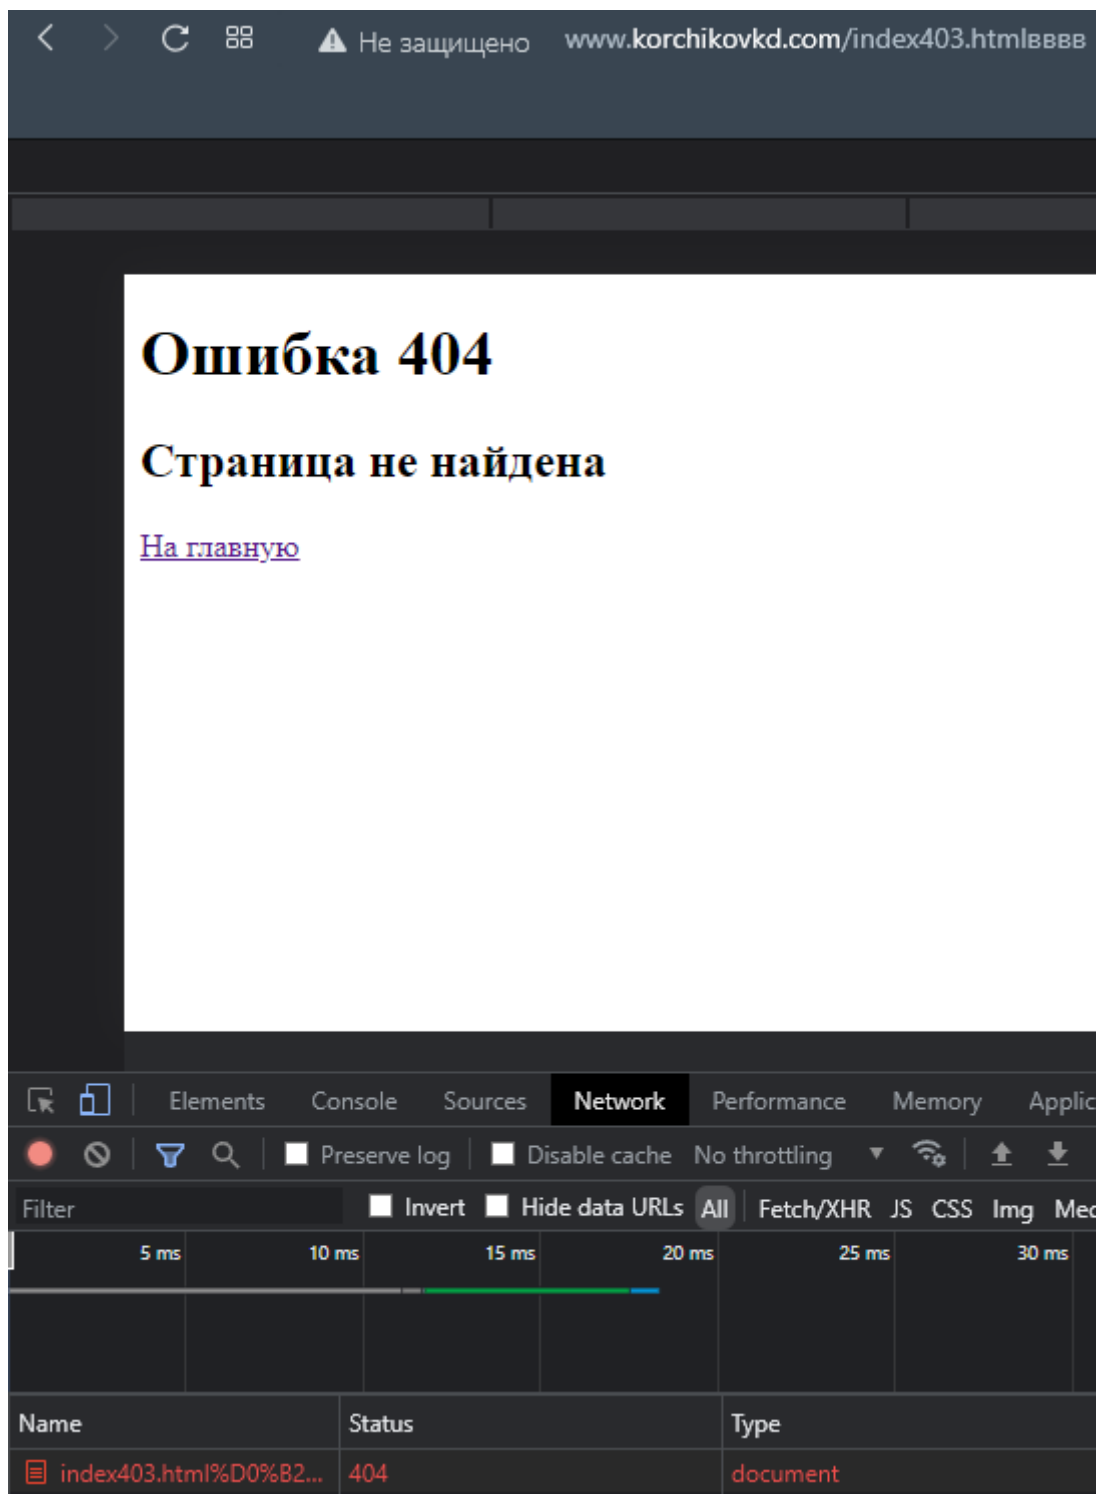 Не защищено www.korchikovkd.com/index403.htmlвввв
Ошибка 404
Страница не найдена
На главную
Elements Console Sources Network Performance Memory Applic
Preserve log Disable cache No throttling
Filter Invert Hide data URLs All Fetch/XHR JS CSS Img Med
5 ms 10 ms 15 ms 20 ms 25 ms 30 ms
Name Status Type
index403.html%D0%B2... 404 document